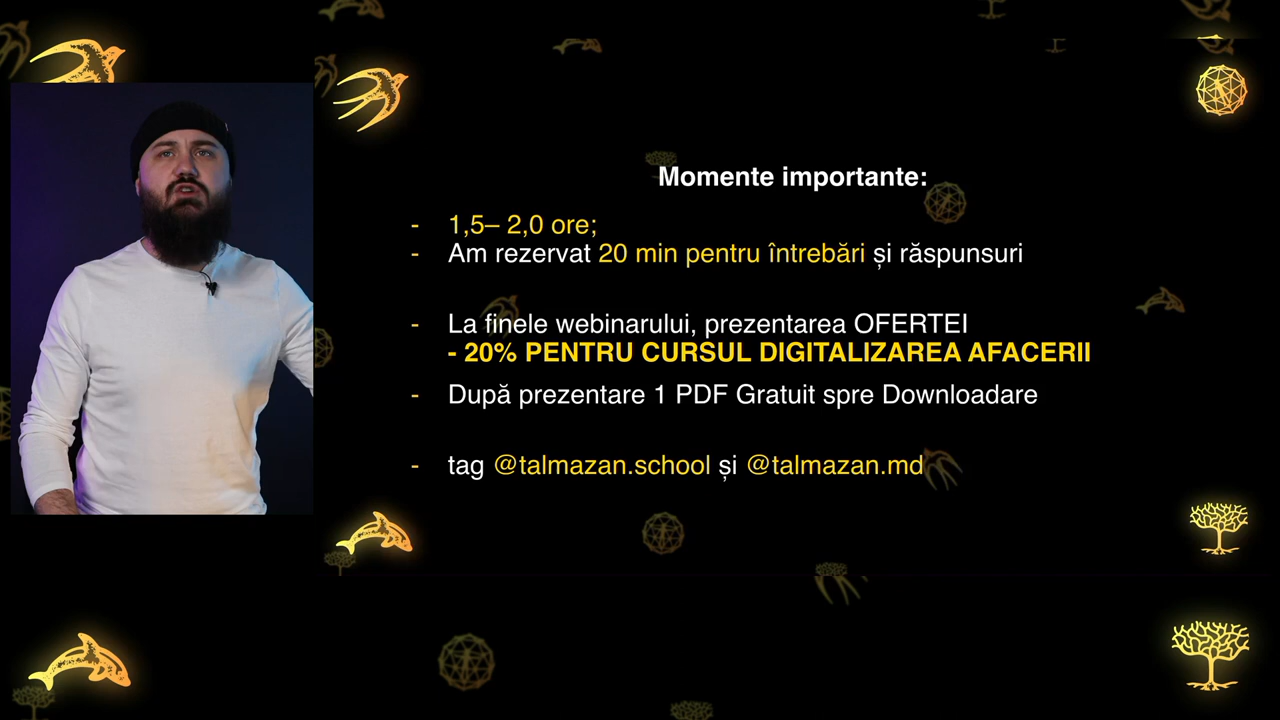 Momente importante:
- 1,5– 2,0 ore;
- Am rezervat 20 min pentru întrebări și răspunsuri
- La finele webinarului, prezentarea OFERTEI
- 20% PENTRU CURSUL DIGITALIZAREA AFACERII
- După prezentare 1 PDF Gratuit spre Downloadare
- tag @talmazan.school și @talmazan.md